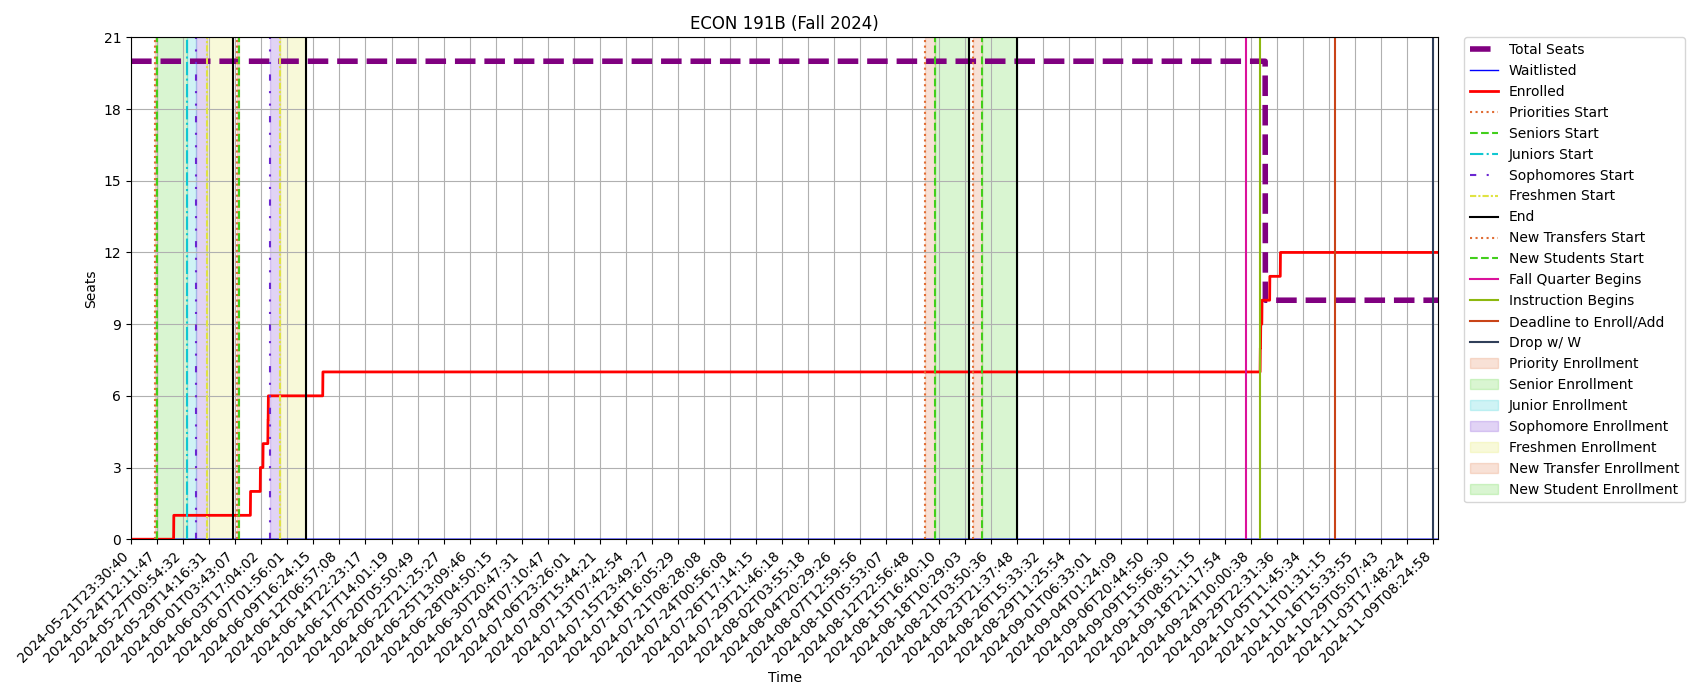 ECON 191B (Fall 2024)
21
18
15
12
9
6
3
0
Seats
2024-05-21T23:30:40
2024-05-24T12:11:47
2024-05-27T00:54:32
2024-05-29T14:16:31
2024-06-01T03:43:07
2024-06-03T17:04:02
2024-06-07T01:56:01
2024-06-09T16:24:15
2024-06-12T06:57:08
2024-06-14T22:23:17
2024-06-17T14:01:19
2024-06-20T05:50:49
2024-06-22T21:25:27
2024-06-25T13:09:46
2024-06-28T04:50:15
2024-06-30T20:47:31
2024-07-04T07:10:47
2024-07-06T23:26:01
2024-07-09T15:44:21
2024-07-13T07:42:54
2024-07-15T23:49:27
2024-07-18T16:05:29
2024-07-21T08:28:08
2024-07-24T00:56:08
2024-07-26T17:14:15
2024-07-29T21:46:18
2024-08-02T03:55:18
2024-08-04T20:29:26
2024-08-07T12:59:56
2024-08-10T05:53:07
2024-08-12T22:56:48
2024-08-15T16:40:10
2024-08-18T10:29:03
2024-08-21T03:50:36
2024-08-23T21:37:48
2024-08-26T15:33:32
2024-08-29T11:25:54
2024-09-01T06:33:01
2024-09-04T01:24:09
2024-09-06T20:44:50
2024-09-10T15:56:30
2024-09-13T08:51:15
2024-09-18T21:17:54
2024-09-24T10:00:38
2024-09-29T22:31:36
2024-10-05T11:45:34
2024-10-11T01:31:15
2024-10-16T15:33:55
2024-10-29T05:07:43
2024-11-03T17:48:24
2024-11-09T08:24:58
Time
Total Seats
Waitlisted
Enrolled
Priorities Start
Seniors Start
Juniors Start
Sophomores Start
Freshmen Start
End
New Transfers Start
New Students Start
Fall Quarter Begins
Instruction Begins
Deadline to Enroll/Add
Drop w/ W
Priority Enrollment
Senior Enrollment
Junior Enrollment
Sophomore Enrollment
Freshmen Enrollment
New Transfer Enrollment
New Student Enrollment